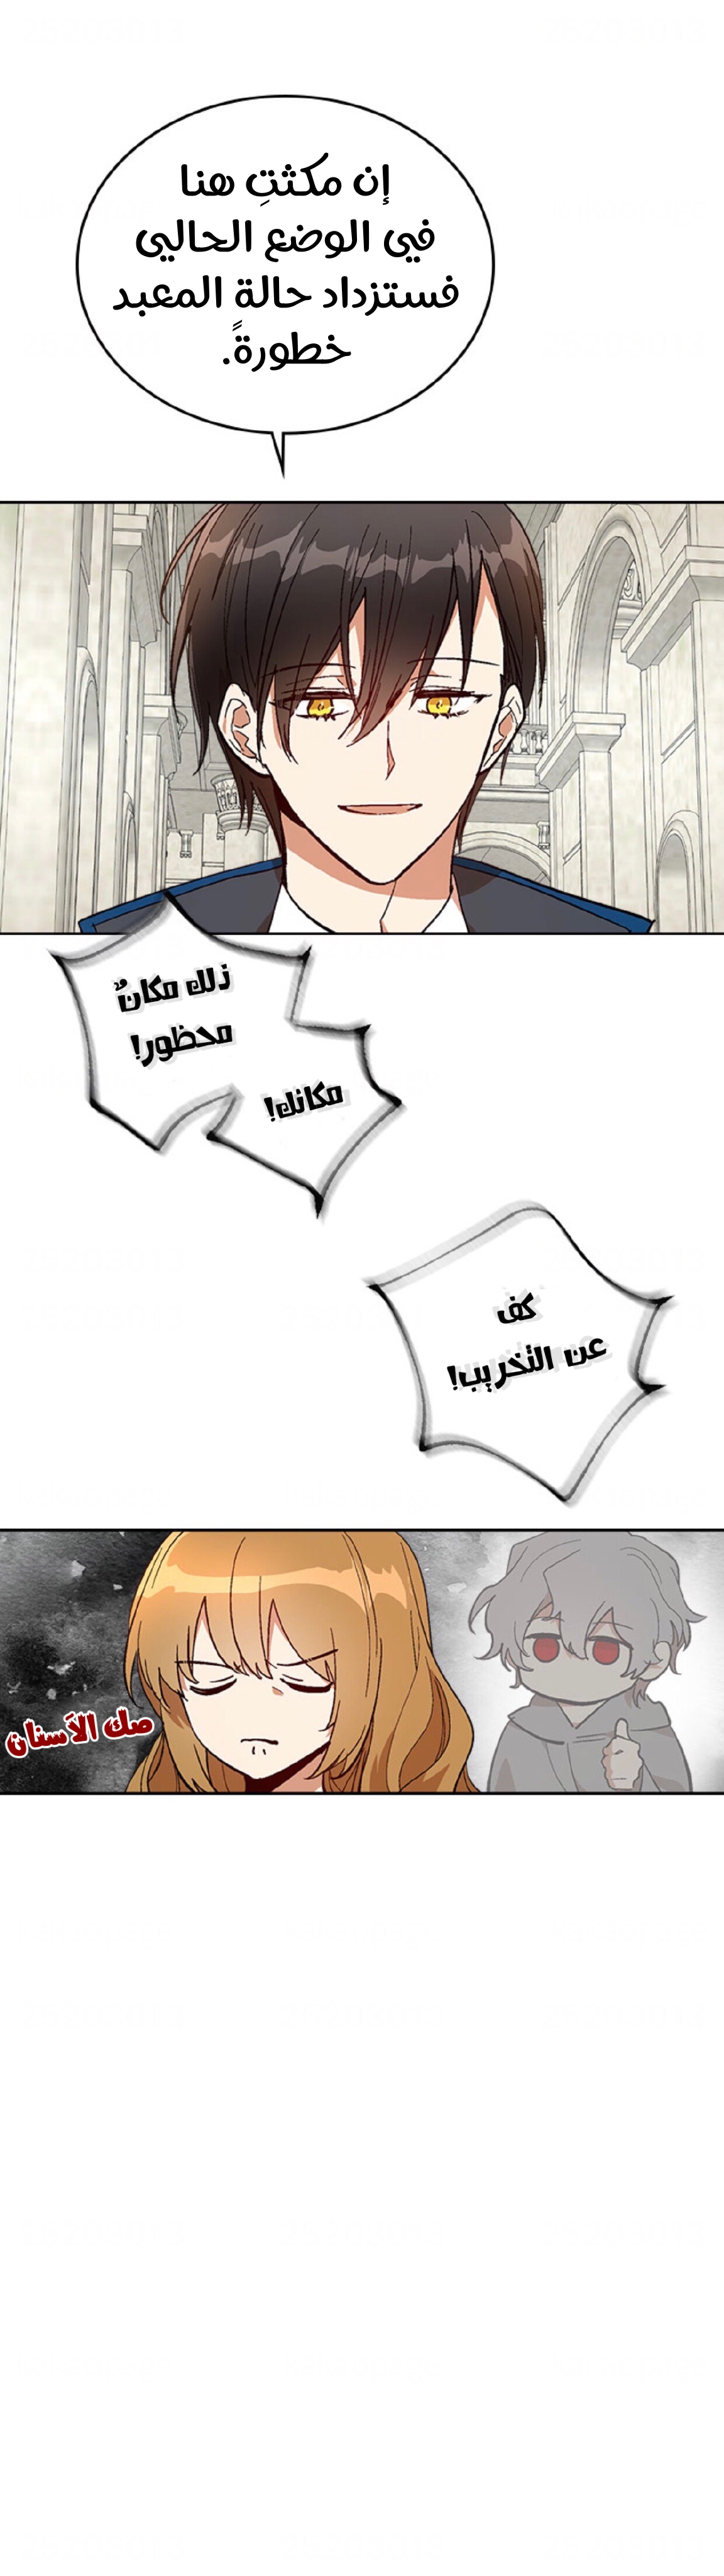 إن مكثتِ هنا
في الوضع الحالي
فستزداد حالة المعبد
خطورةً.
ذلك مكانٌ
محظور!
مكانك!
كف
عن التخريب!
صك الأسنان